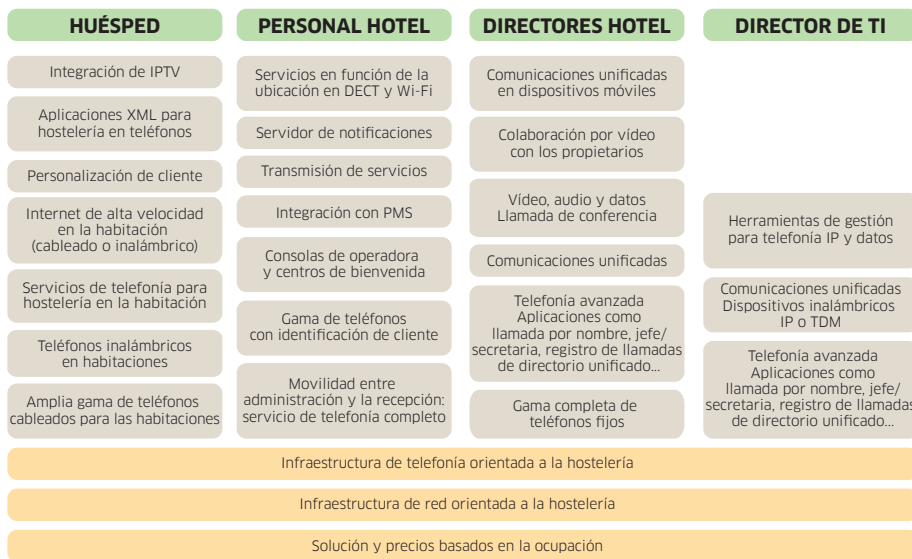 HUÉSPED
Integración de IPTV
Aplicaciones XML para
hostelería en teléfonos
Personalización de cliente
Internet de alta velocidad
en la habitación
(cableado o inalámbrico)
Servicios de telefonía para
hostelería en la habitación
Teléfonos inalámbricos
en habitaciones
Amplia gama de teléfonos
cableados para las habitaciones
PERSONAL HOTEL
Servicios en función de la
ubicación en DECT y Wi-Fi
Servidor de notificaciones
Transmisión de servicios
Integración con PMS
Consolas de operadora
y centros de bienvenida
Gama de teléfonos
con identificación de cliente
Movilidad entre
administración y la recepción:
servicio de telefonía completo
DIRECTORES HOTEL
Comunicaciones unificadas
en dispositivos móviles
Colaboración por vídeo
con los propietarios
Vídeo, audio y datos
Llamada de conferencia
Comunicaciones unificadas
Telefonía avanzada
Aplicaciones como
llamada por nombre, jefe/
secretaria, registro de llamadas
de directorio unificado...
Gama completa de
teléfonos fijos
DIRECTOR DE TI
Herramientas de gestión
para telefonía IP y datos
Comunicaciones unificadas
Dispositivos inalámbricos
IP o TDM
Telefonía avanzada
Aplicaciones como
llamada por nombre, jefe/
secretaria, registro de llamadas
de directorio unificado...
Infraestructura de telefonía orientada a la hostelería
Infraestructura de red orientada a la hostelería
Solución y precios basados en la ocupación